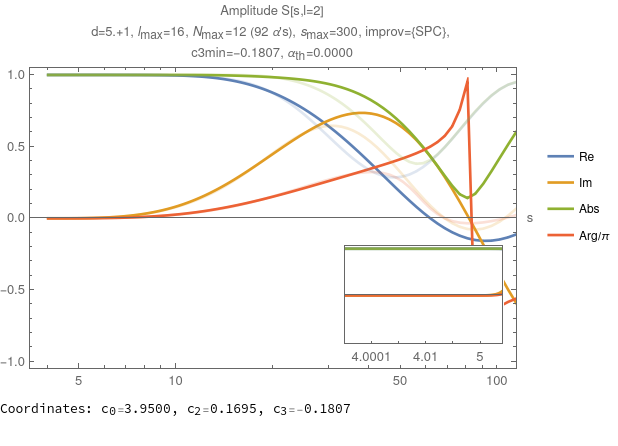 Amplitude S[s,l=2]
d=5.+1, lmax=16, Nmax=12 (92 α's), smax=300, improv={SPC},
c3min=−0.1807, αth=0.0000
1.0
0.5
0.0
−0.5
−1.0
5
10
50
100
s
4.0001
4.01
5
Re
Im
Abs
Arg/π
Coordinates: c0=3.9500, c2=0.1695, c3=-0.1807